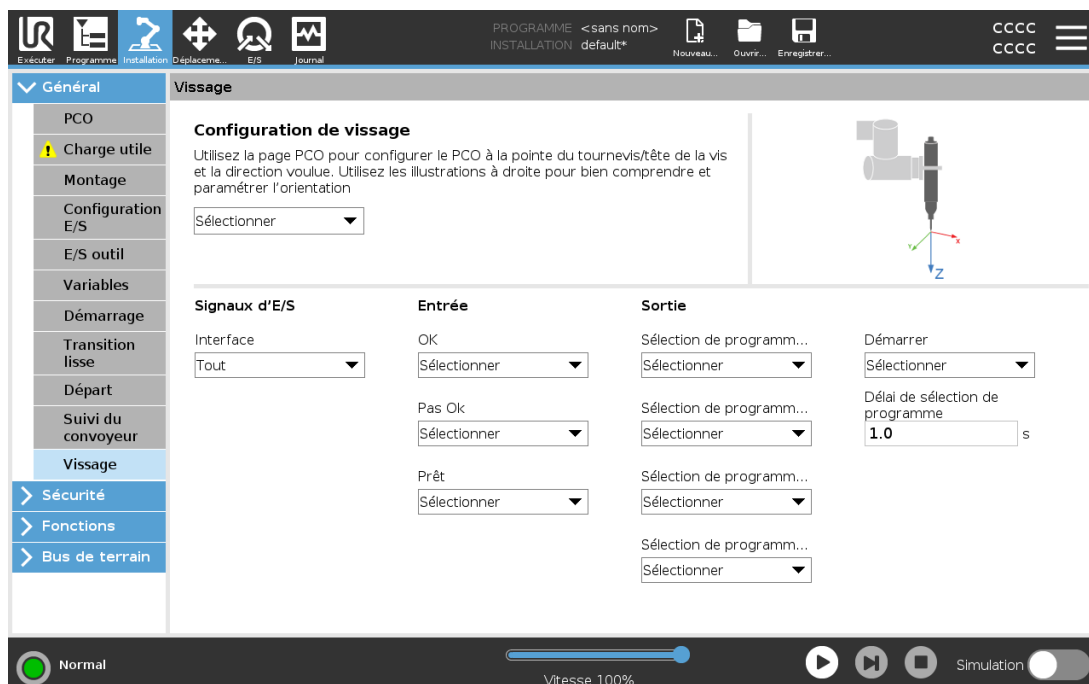 PROGRAMME <sans nom>
INSTALLATION default*
CCCC
CCCC
Exécuter
Programme
Installation
Déplaceme...
E/S
Journal
Nouveau...
Ouvrir...
Enregistrer...
Général
PCO
Charge utile
Montage
Configuration
E/S
E/S outil
Variables
Démarrage
Transition
lisse
Départ
Suivi du
convoyeur
Vissage
Sécurité
Fonctions
Bus de terrain
Vissage
Configuration de vissage
Utilisez la page PCO pour configurer le PCO à la pointe du tournevis/tête de la vis
et la direction voulue. Utilisez les illustrations à droite pour bien comprendre et
paramétrer l'orientation
Sélectionner
Y
X
Z
Signaux d'E/S
Interface
Tout
Entrée
OK
Sélectionner
Pas Ok
Sélectionner
Prêt
Sélectionner
Sortie
Sélection de programm...
Sélectionner
Sélection de programm...
Sélectionner
Sélection de programm...
Sélectionner
Sélection de programm...
Sélectionner
Démarrer
Sélectionner
Délai de sélection de
programme
1.0 s
Normal
Vitesse 100%
Simulation